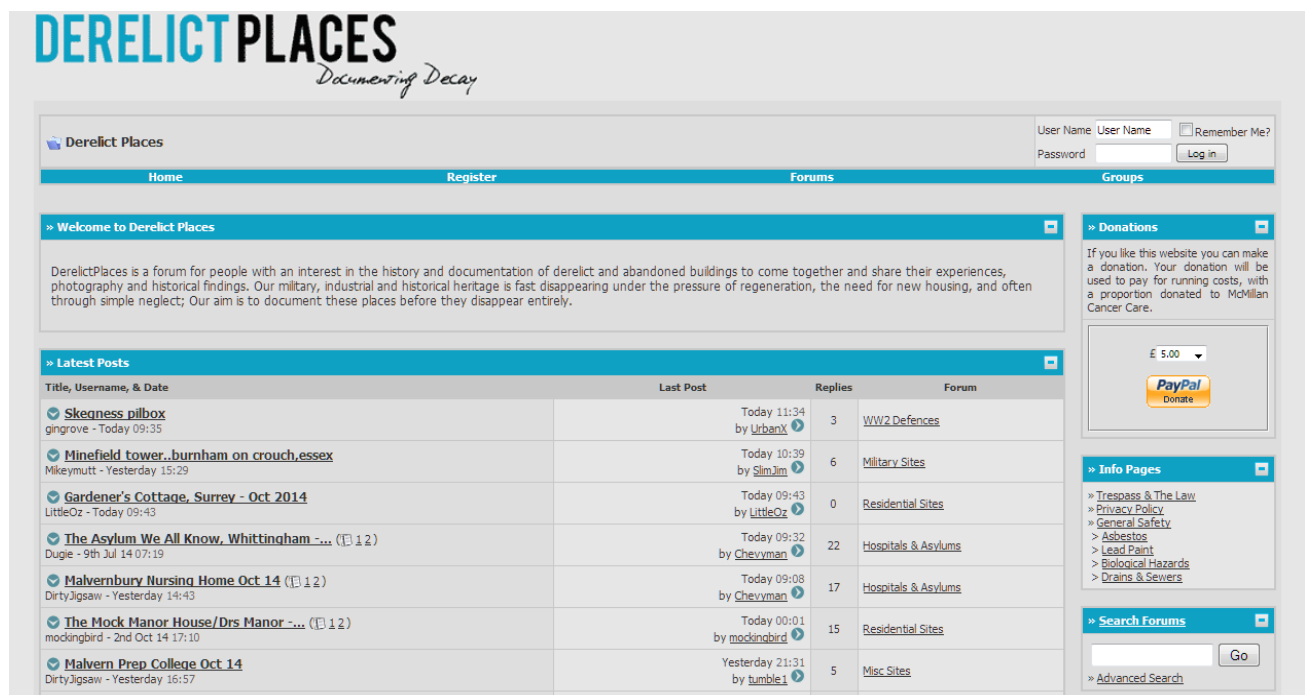 DERELICTPLACES
Documenting Decay
Derelict Places
User Name User Name Remember Me?
Password Log in
Home Register Forums Groups
» Welcome to Derelict Places
DerelictPlaces is a forum for people with an interest in the history and documentation of derelict and abandoned buildings to come together and share their experiences,
photography and historical findings. Our military, industrial and historical heritage is fast disappearing under the pressure of regeneration, the need for new housing, and often
through simple neglect; Our aim is to document these places before they disappear entirely.
» Latest Posts
Title, Username, & Date Last Post Replies Forum
Skegness pilbox
gingrove - Today 09:35
Today 11:34
by UrbanX
3
WW2 Defences
Minefield tower..burnham on crouch,essex
Mikeymutt - Yesterday 15:29
Today 10:39
by SlimJim
6
Military Sites
Gardener's Cottage, Surrey - Oct 2014
LittleOz - Today 09:43
Today 09:43
by LittleOz
0
Residential Sites
The Asylum We All Know, Whittingham -... ( 1 2)
Dugie - 9th Jul 14 07:19
Today 09:32
by Chevyman
22
Hospitals & Asylums
Malvernbury Nursing Home Oct 14 ( 1 2)
DirtyJigsaw - Yesterday 14:43
Today 09:08
by Chevyman
17
Hospitals & Asylums
The Mock Manor House/Drs Manor -... ( 1 2)
mockingbird - 2nd Oct 14 17:10
Today 00:01
by mockingbird
15
Residential Sites
Malvern Prep College Oct 14
DirtyJigsaw - Yesterday 16:57
Yesterday 21:31
by tumble1
5
Misc Sites
» Donations
If you like this website you can make
a donation. Your donation will be
used to pay for running costs, with
a proportion donated to McMillan
Cancer Care.
£ 5.00
PayPal
Donate
» Info Pages
» Trespass & The Law
» Privacy Policy
» General Safety
> Asbestos
> Lead Paint
> Biological Hazards
> Drains & Sewers
» Search Forums
Go
» Advanced Search